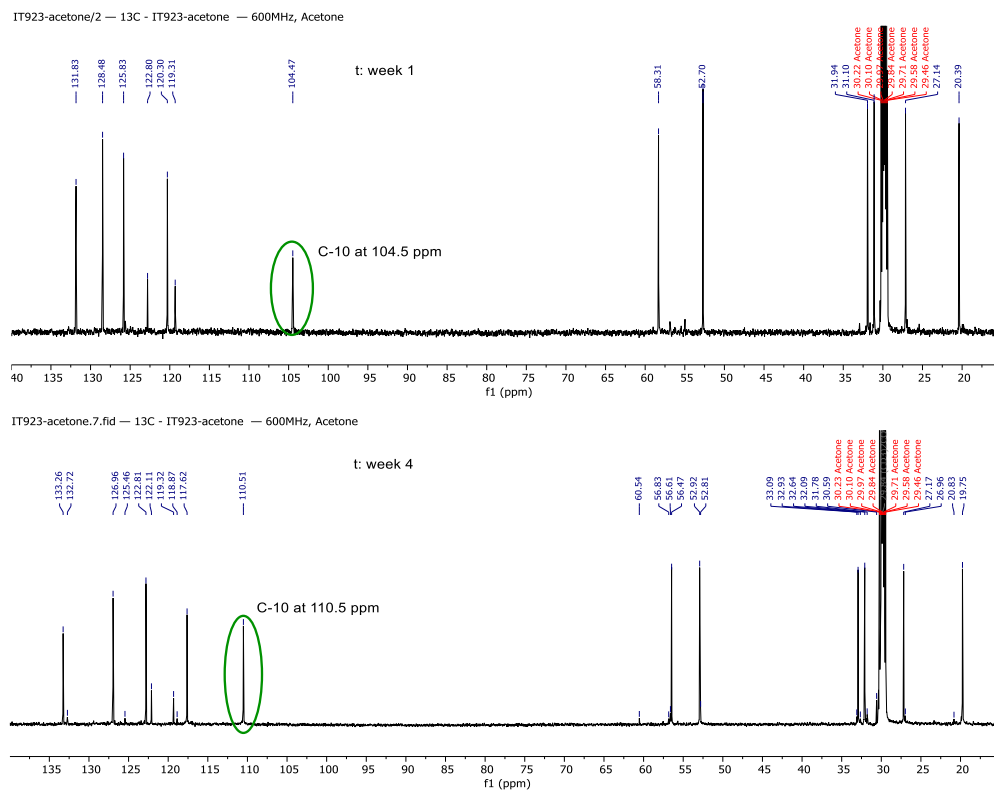 IT923-acetone/2 — 13C - IT923-acetone — 600MHz, Acetone
t: week 1
131.83
128.48
125.83
122.80
120.30
119.31
104.47
58.31
52.70
31.94
31.10
30.22 Acetone
30.10 Acetone
29.97 Acetone
29.84 Acetone
29.71 Acetone
29.58 Acetone
29.46 Acetone
27.14
20.39
C-10 at 104.5 ppm
40 135 130 125 120 115 110 105 100 95 90 85 80 75 70 65 60 55 50 45 40 35 30 25 20
f1 (ppm)
IT923-acetone.7.fid — 13C - IT923-acetone — 600MHz, Acetone
t: week 4
133.26
132.72
126.96
125.46
122.81
122.11
119.32
118.87
117.62
110.51
60.54
56.83
56.61
56.47
52.92
52.81
33.09
32.93
32.64
32.09
31.78
30.59
30.23 Acetone
30.10 Acetone
29.97 Acetone
29.84 Acetone
29.71 Acetone
29.58 Acetone
29.46 Acetone
27.17
26.96
20.83
19.75
C-10 at 110.5 ppm
135 130 125 120 115 110 105 100 95 90 85 80 75 70 65 60 55 50 45 40 35 30 25 20
f1 (ppm)